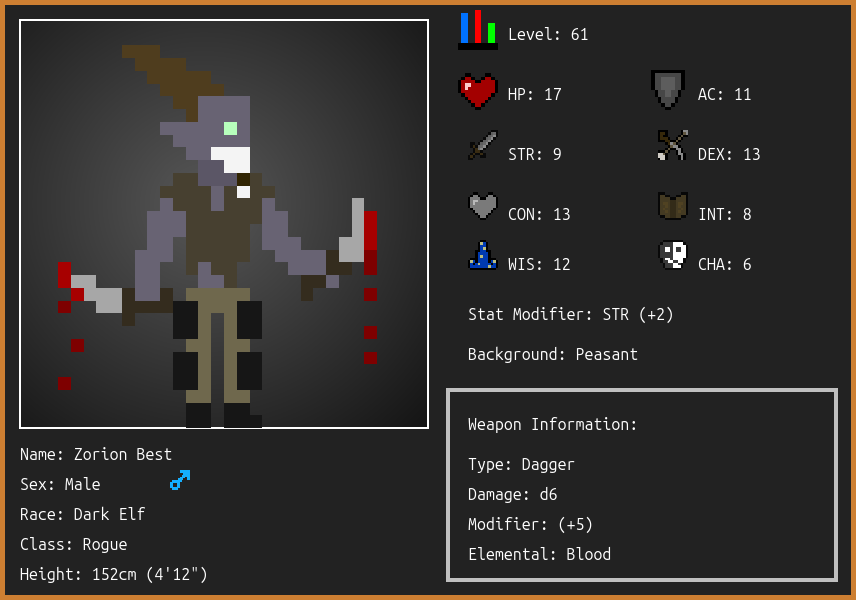 Level: 61
HP: 17
AC: 11
STR: 9
DEX: 13
CON: 13
INT: 8
WIS: 12
CHA: 6
Stat Modifier: STR (+2)
Background: Peasant
Weapon Information:
Type: Dagger
Damage: d6
Modifier: (+5)
Elemental: Blood
Name: Zorion Best
Sex: Male
Race: Dark Elf
Class: Rogue
Height: 152cm (4'12")